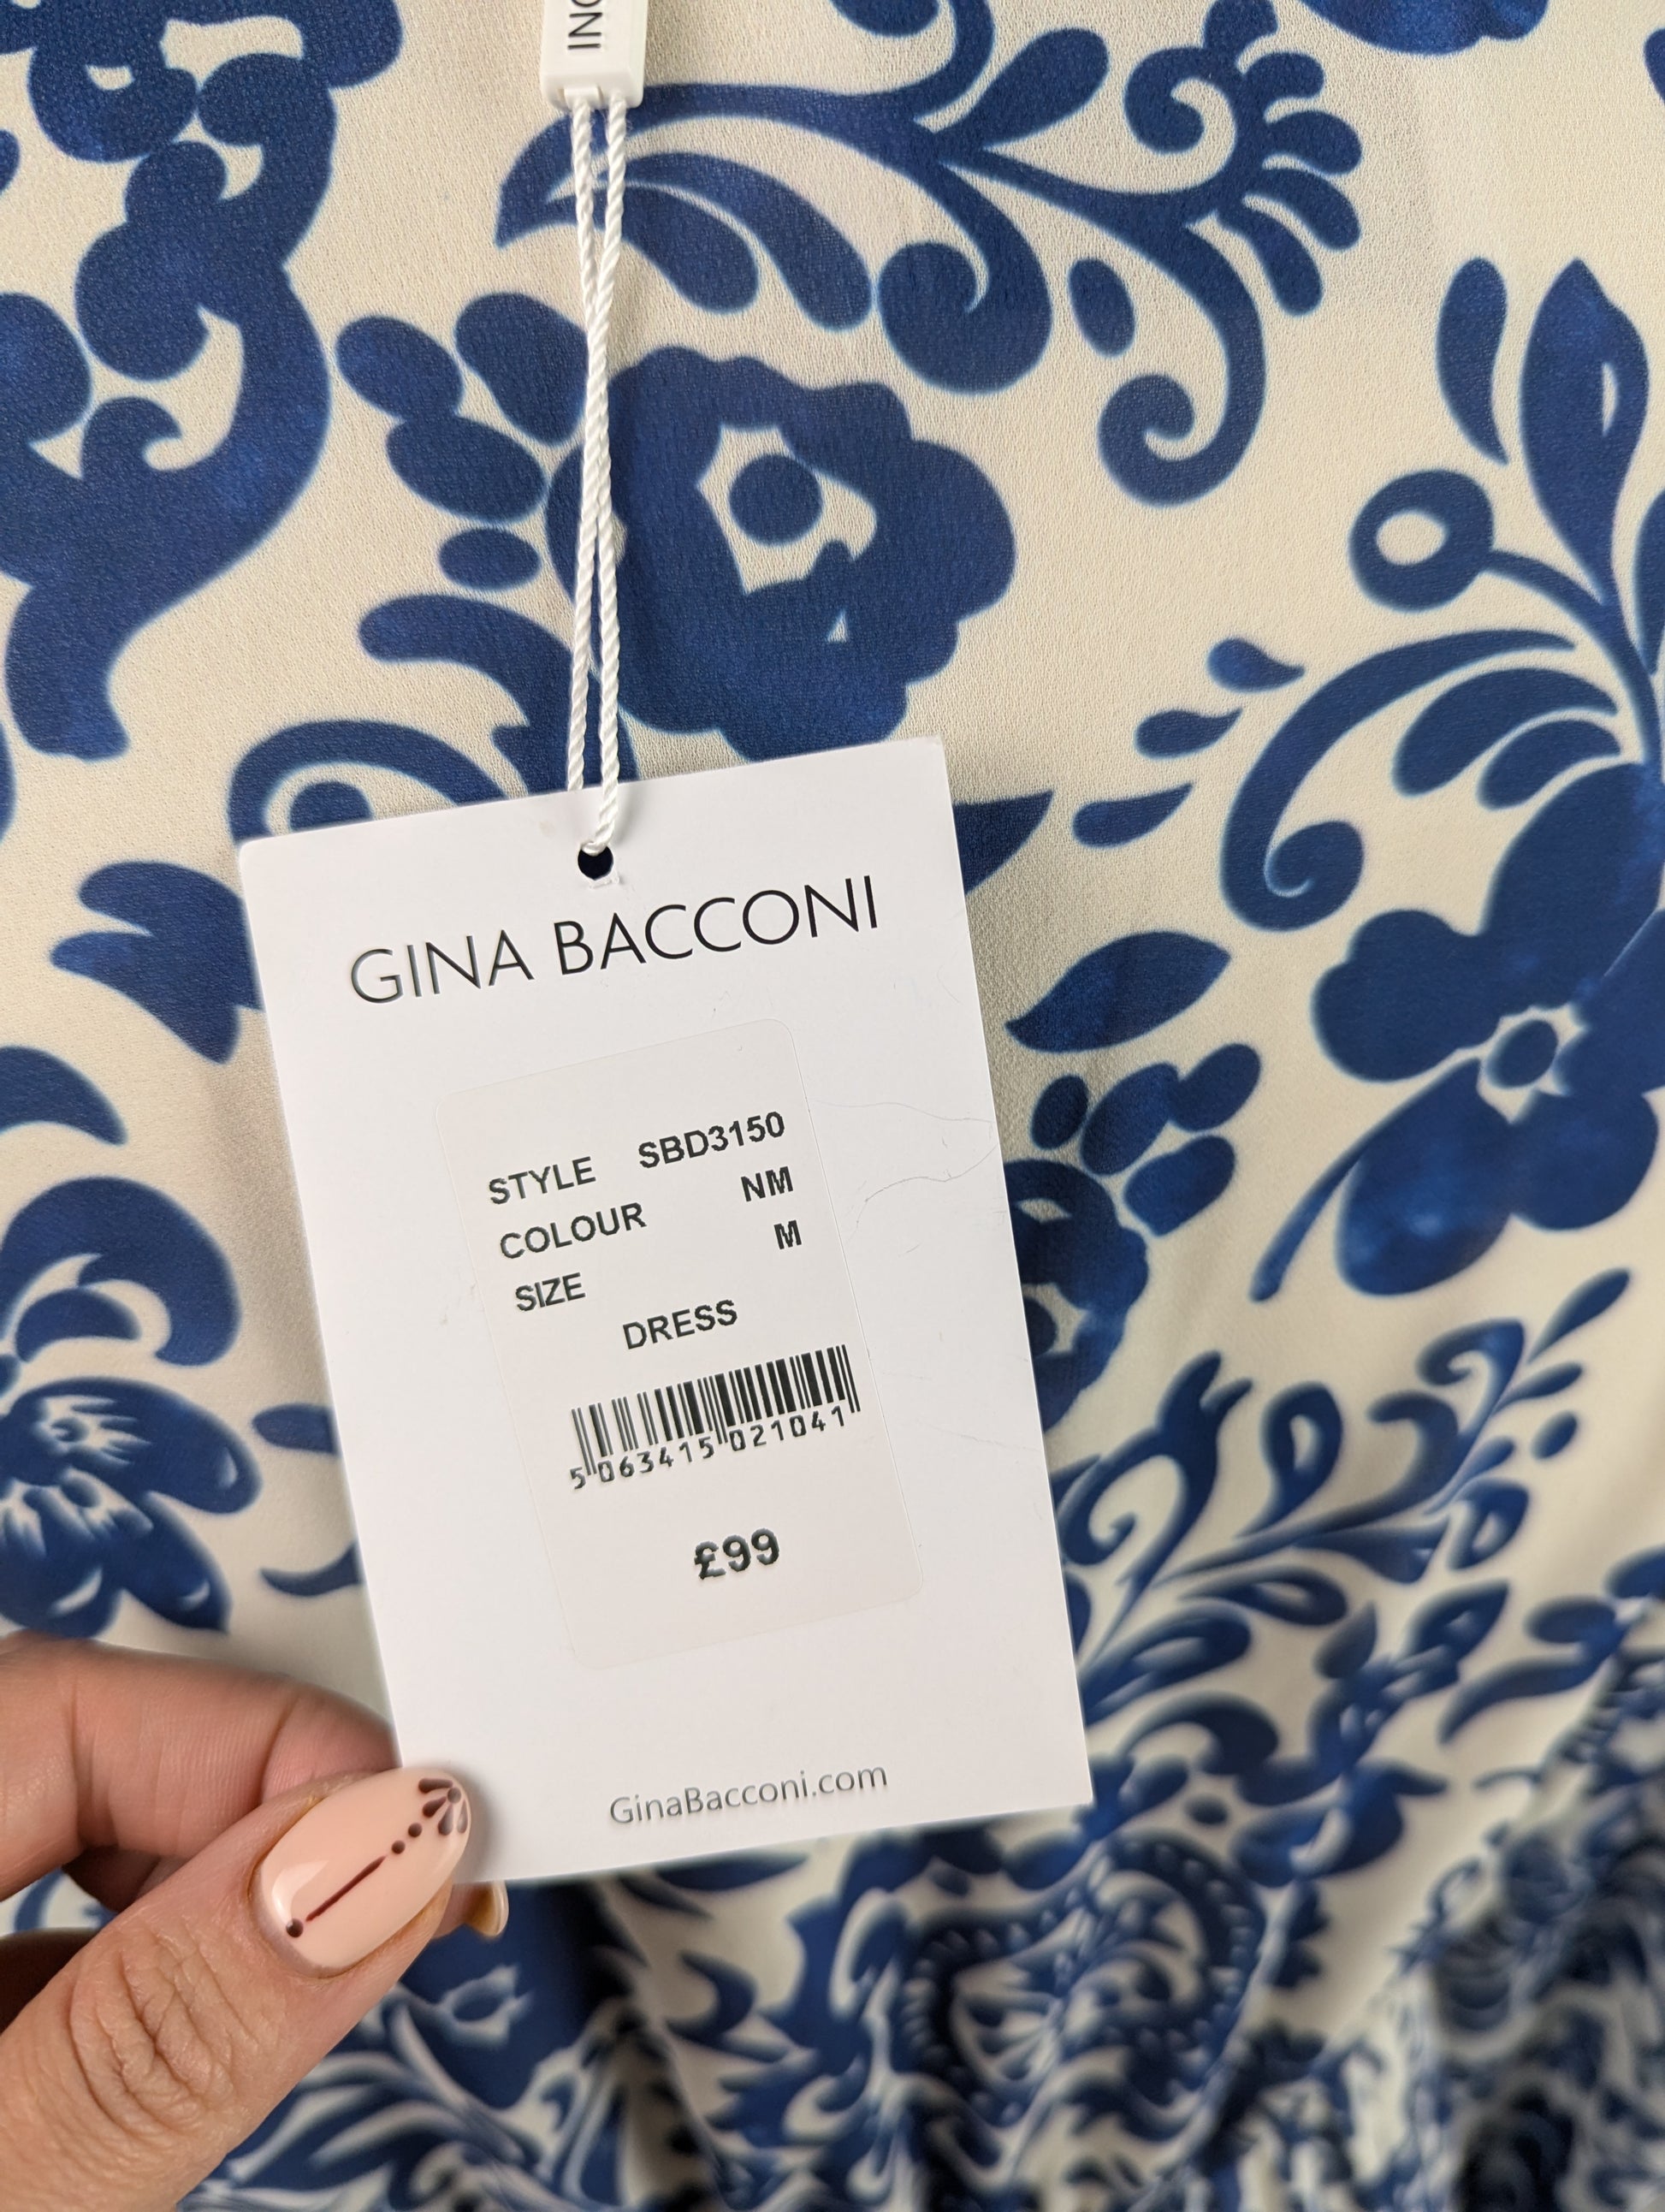 GINA BACCONI
STYLE SBD3150
COLOUR NM
SIZE M
DRESS
5 063415 021041
£99
GinaBacconi.com